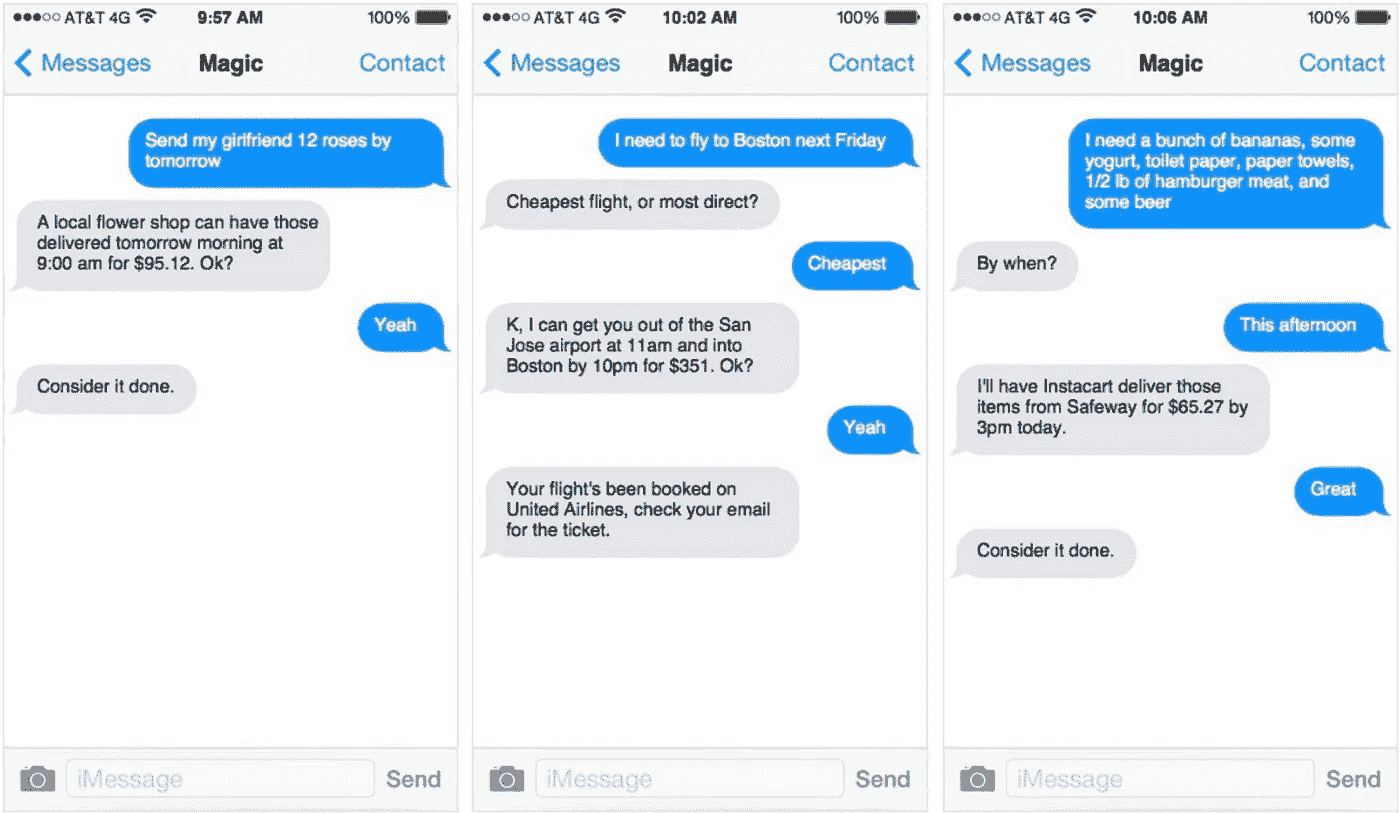 AT&T 4G 9:57 AM 100%
Messages Magic Contact
Send my girlfriend 12 roses by
tomorrow
A local flower shop can have those
delivered tomorrow morning at
9:00 am for $95.12. Ok?
Yeah
Consider it done.
iMessage Send
AT&T 4G 10:02 AM 100%
Messages Magic Contact
I need to fly to Boston next Friday
Cheapest flight, or most direct?
Cheapest
K, I can get you out of the San
Jose airport at 11am and into
Boston by 10pm for $351. Ok?
Yeah
Your flight's been booked on
United Airlines, check your email
for the ticket.
iMessage Send
AT&T 4G 10:06 AM 100%
Messages Magic Contact
I need a bunch of bananas, some
yogurt, toilet paper, paper towels,
1/2 lb of hamburger meat, and
some beer
By when?
This afternoon
I'll have Instacart deliver those
items from Safeway for $65.27 by
3pm today.
Great
Consider it done.
iMessage Send